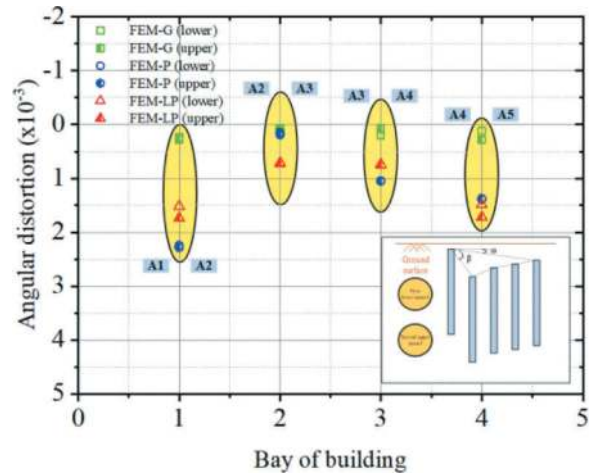 -2
-1
0
1
2
3
4
5
Angular distortion (x10⁻³)
FEM-G (lower)
FEM-G (upper)
FEM-P (lower)
FEM-P (upper)
FEM-LP (lower)
FEM-LP (upper)
A2 A3
A3 A4
A4 A5
A1 A2
Ground
surface
β
ω
0 1 2 3 4 5
Bay of building